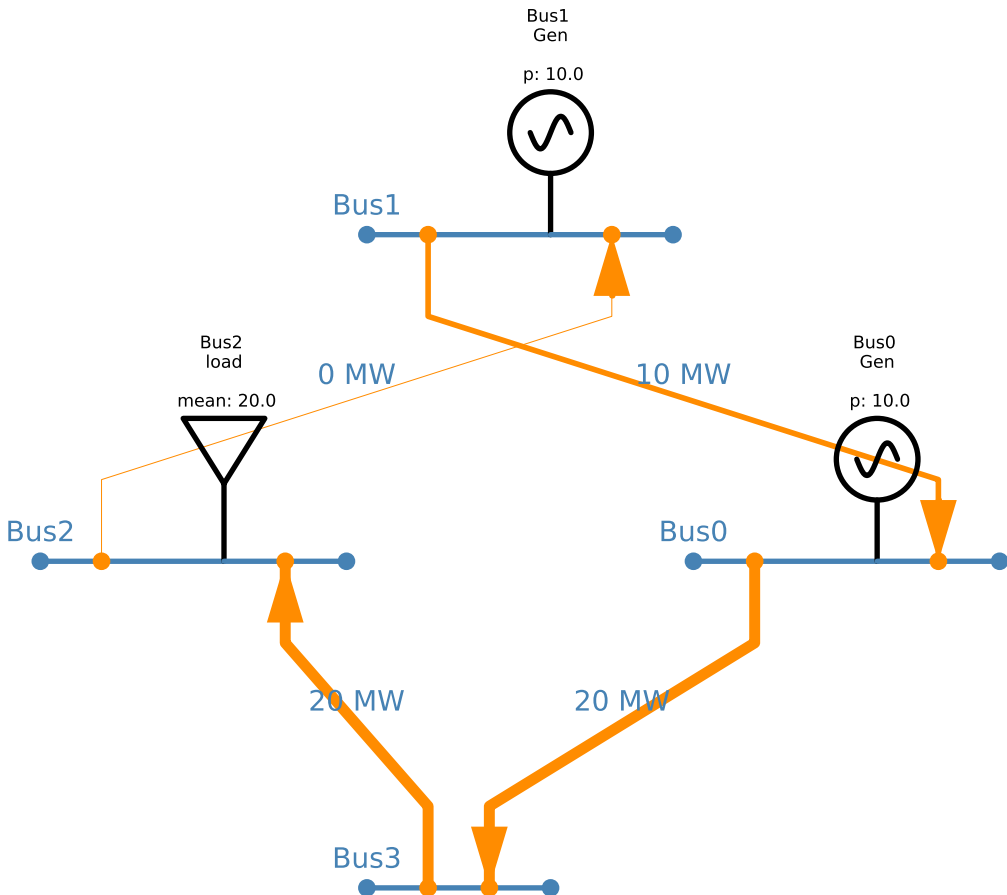 Bus1
Gen
p: 10.0
Bus1
Bus2
load
mean: 20.0
0 MW
10 MW
Bus0
Gen
p: 10.0
Bus2
Bus0
20 MW
20 MW
Bus3